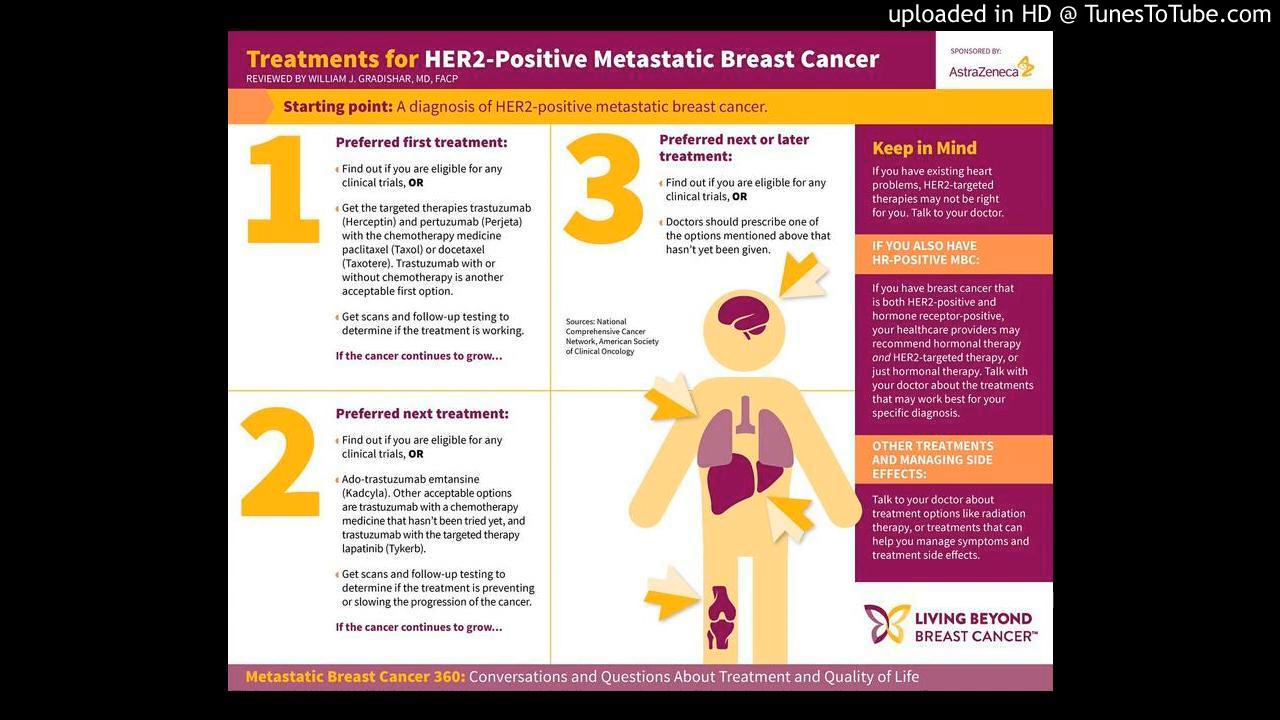 uploaded in HD @ TunesToTube.com
Treatments for HER2-Positive Metastatic Breast Cancer
REVIEWED BY WILLIAM J. GRADISHAR, MD, FACP
SPONSORED BY:
AstraZeneca
Starting point: A diagnosis of HER2-positive metastatic breast cancer.
1
Preferred first treatment:
Find out if you are eligible for any
clinical trials, OR
Get the targeted therapies trastuzumab
(Herceptin) and pertuzumab (Perjeta)
with the chemotherapy medicine
paclitaxel (Taxol) or docetaxel
(Taxotere). Trastuzumab with or
without chemotherapy is another
acceptable first option.
Get scans and follow-up testing to
determine if the treatment is working.
If the cancer continues to grow...
2
Preferred next treatment:
Find out if you are eligible for any
clinical trials, OR
Ado-trastuzumab emtansine
(Kadcyla). Other acceptable options
are trastuzumab with a chemotherapy
medicine that hasn't been tried yet, and
trastuzumab with the targeted therapy
lapatinib (Tykerb).
Get scans and follow-up testing to
determine if the treatment is preventing
or slowing the progression of the cancer.
If the cancer continues to grow...
3
Preferred next or later
treatment:
Find out if you are eligible for any
clinical trials, OR
Doctors should prescribe one of
the options mentioned above that
hasn't yet been given.
Sources: National
Comprehensive Cancer
Network, American Society
of Clinical Oncology
Keep in Mind
If you have existing heart
problems, HER2-targeted
therapies may not be right
for you. Talk to your doctor.
IF YOU ALSO HAVE
HR-POSITIVE MBC:
If you have breast cancer that
is both HER2-positive and
hormone receptor-positive,
your healthcare providers may
recommend hormonal therapy
and HER2-targeted therapy, or
just hormonal therapy. Talk with
your doctor about the treatments
that may work best for your
specific diagnosis.
OTHER TREATMENTS
AND MANAGING SIDE
EFFECTS:
Talk to your doctor about
treatment options like radiation
therapy, or treatments that can
help you manage symptoms and
treatment side effects.
LIVING BEYOND
BREAST CANCER™
Metastatic Breast Cancer 360: Conversations and Questions About Treatment and Quality of Life